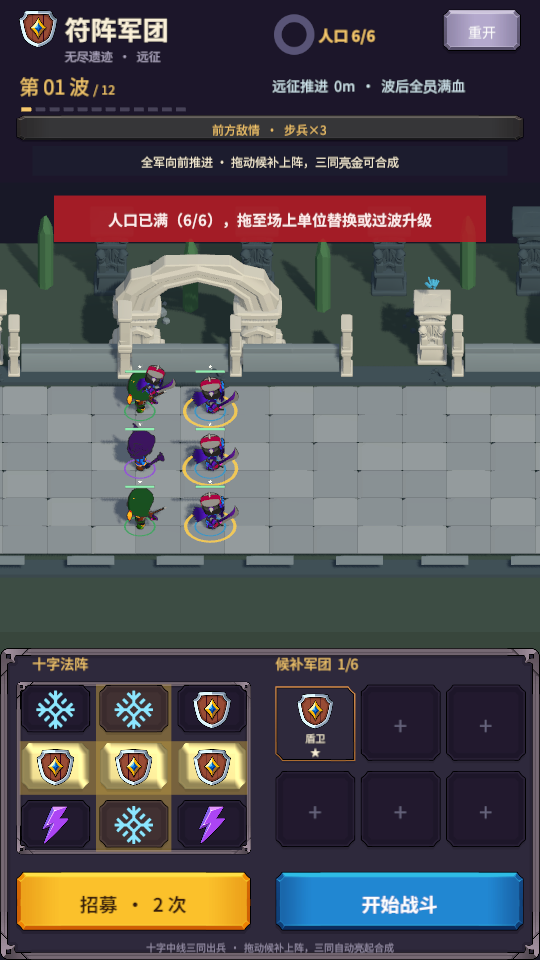 符阵军团
无尽遗迹 · 远征
人口 6/6
重开
第 01 波 / 12
远征推进 0m · 波后全员满血
前方敌情 · 步兵×3
全军向前推进 · 拖动候补上阵，三同亮金可合成
人口已满（6/6），拖至场上单位替换或过波升级
十字法阵
候补军团 1/6
盾卫
招募 · 2 次
开始战斗
十字中线三同出兵 · 拖动候补上阵，三同自动亮起合成